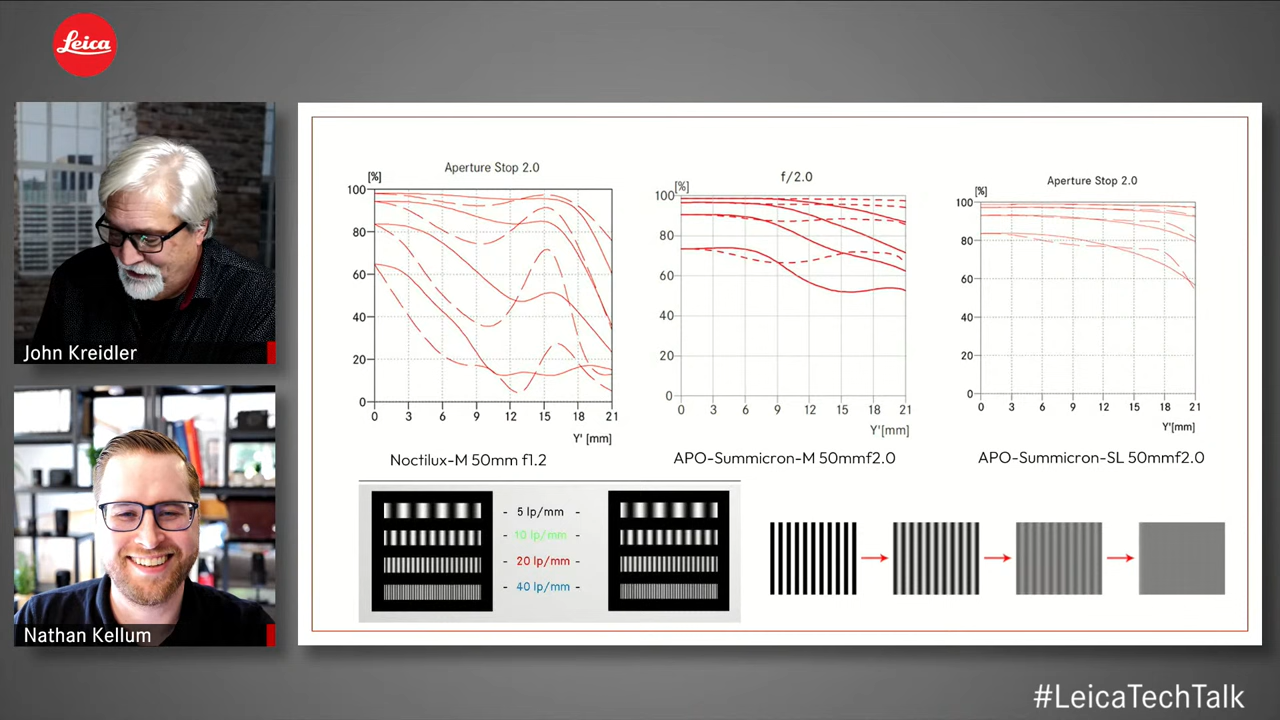 Leica
John Kreidler
Nathan Kellum
Aperture Stop 2.0
[%]
100
80
60
40
20
0
0 3 6 9 12 15 18 21
Y' [mm]
Noctilux-M 50mm f1.2
f/2.0
[%]
100
80
60
40
20
0
0 3 6 9 12 15 18 21
Y'[mm]
APO-Summicron-M 50mmf2.0
Aperture Stop 2.0
[%]
100
80
60
40
20
0
0 3 6 9 12 15 18 21
Y' [mm]
APO-Summicron-SL 50mmf2.0
- 5 lp/mm -
- 10 lp/mm -
- 20 lp/mm -
- 40 lp/mm -
#LeicaTechTalk